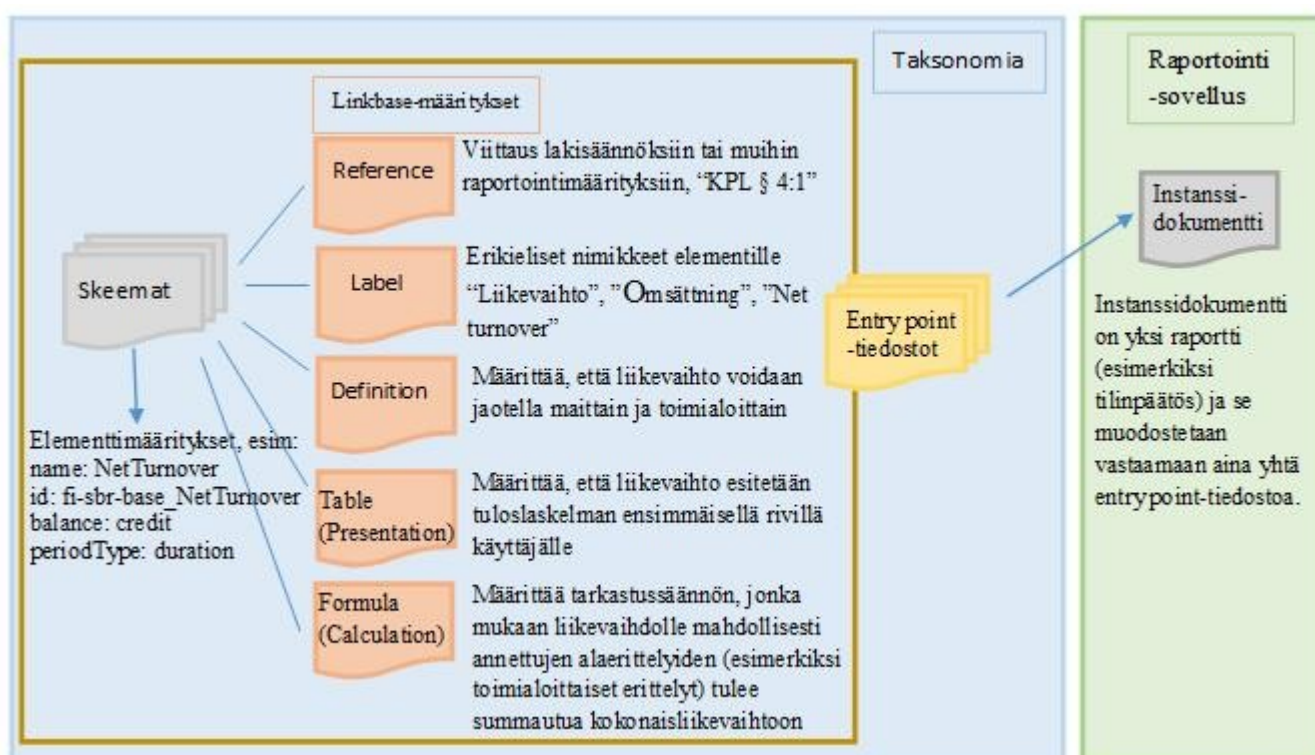 Taksonomia
Linkbase-määritykset
Skeemat
Elementtimääritykset, esim:
name: NetTurnover
id: fi-sbr-base_NetTurnover
balance: credit
periodType: duration
Reference
Viittaus lakisäännöksiin tai muihin
raportointimäärityksiin, “KPL § 4:1”
Label
Erikieliset nimikkeet elementille
“Liikevaihto”, ”Omsättning”, ”Net
turnover”
Definition
Määrittää, että liikevaihto voidaan
jaotella maittain ja toimialoittain
Table
(Presentation)
Määrittää, että liikevaihto esitetään
tuloslaskelman ensimmäisellä rivillä
käyttäjälle
Formula
(Calculation)
Määrittää tarkastussäännön, jonka
mukaan liikevaihdolle mahdollisesti
annettujen alaerittelyiden (esimerkiksi
toimialoittaiset erittelyt) tulee
summautua kokonaisliikevaihtoon
Entry point
-tiedostot
Raportointi
-sovellus
Instanssi-
dokumentti
Instanssidokumentti
on yksi raportti
(esimerkiksi
tilinpäätös) ja se
muodostetaan
vastaamaan aina yhtä
entrypoint-tiedostoa.